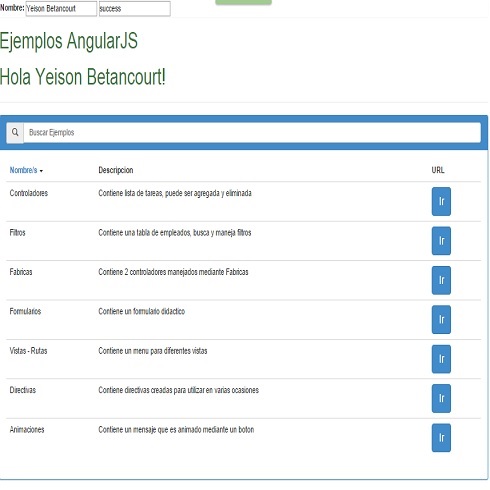 Nombre: Yeison Betancourt success
Ejemplos AngularJS
Hola Yeison Betancourt!
Buscar Ejemplos
Nombre/s Descripcion URL
Controladores Contiene lista de tareas, puede ser agregada y eliminada Ir
Filtros Contiene una tabla de empleados, busca y maneja filtros Ir
Fabricas Contiene 2 controladores manejados mediante Fabricas Ir
Formularios Contiene un formulario didactico Ir
Vistas - Rutas Contiene un menu para diferentes vistas Ir
Directivas Contiene directivas creadas para utilizar en varias ocasiones Ir
Animaciones Contiene un mensaje que es animado mediante un boton Ir